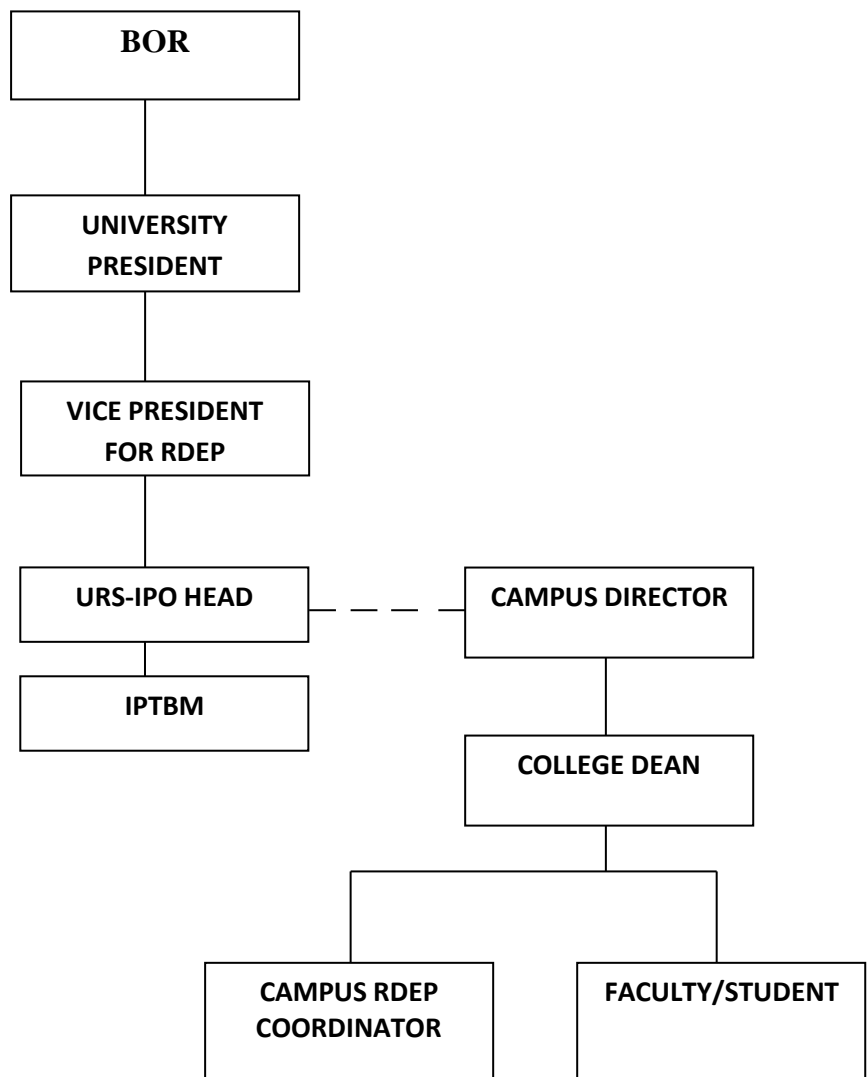 BOR
UNIVERSITY
PRESIDENT
VICE PRESIDENT
FOR RDEP
URS-IPO HEAD
CAMPUS DIRECTOR
IPTBM
COLLEGE DEAN
CAMPUS RDEP
COORDINATOR
FACULTY/STUDENT